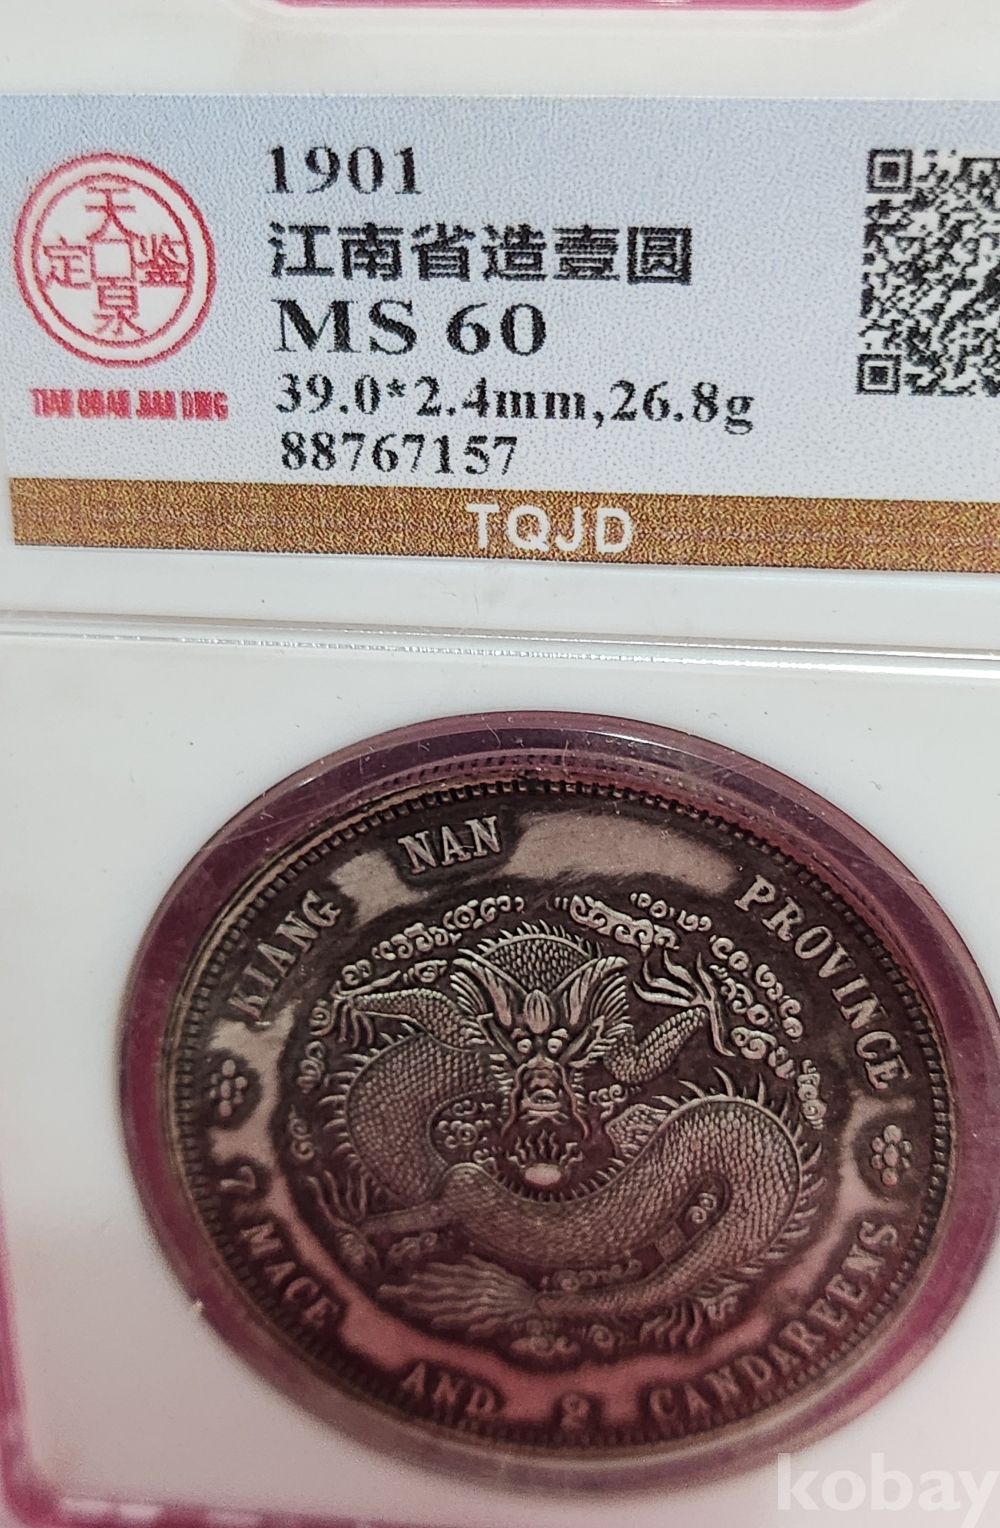 天泉鉴定
TIAN QUAN JIAN DING
1901
江南省造壹圆
MS 60
39.0*2.4mm,26.8g
88767157
TQJD
KIANG NAN PROVINCE
7 MACE AND 2 CANDAREENS
kobay